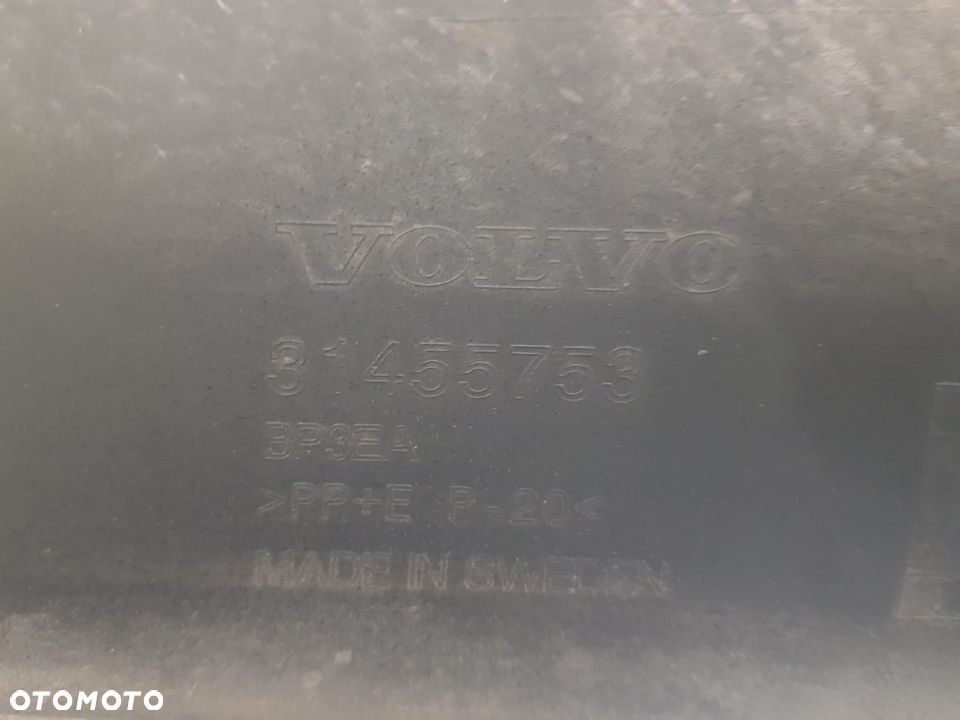 VOLVO
31455753
BP3EA
>PP+E P-20<
MADE IN SWEDEN
OTOMOTO